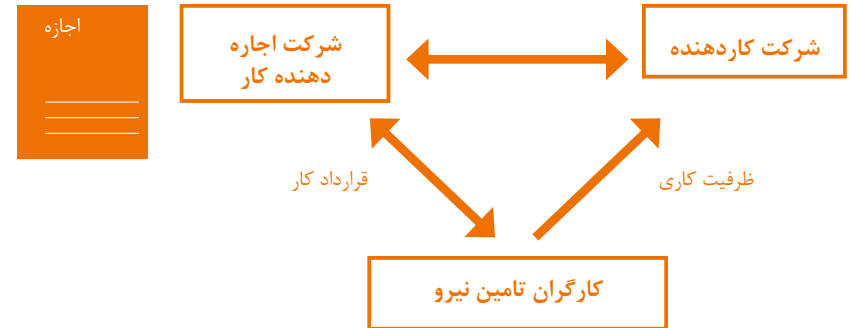 اجازه
شرکت اجاره
دهنده کار
شرکت کاردهنده
قرارداد کار
ظرفیت کاری
کارگران تامین نیرو